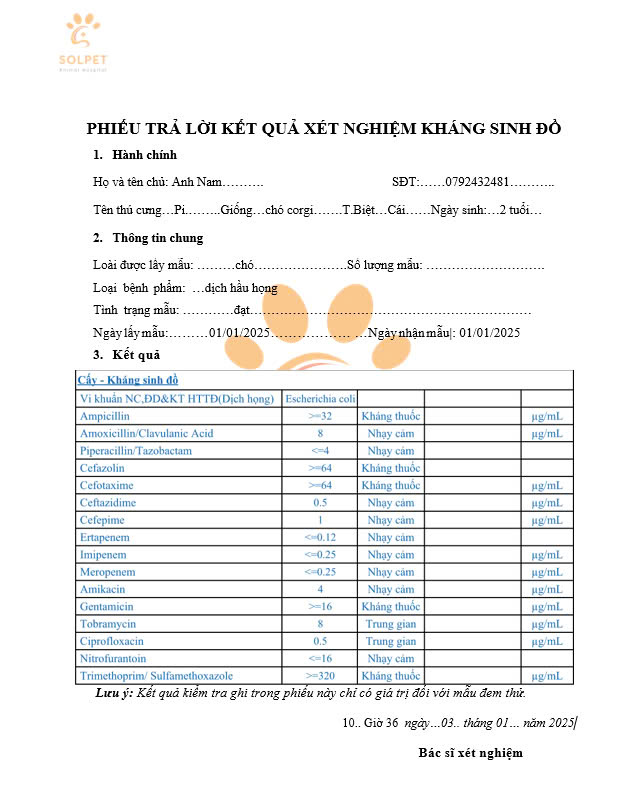 SOLPET
Animal Hospital
PHIẾU TRẢ LỜI KẾT QUẢ XÉT NGHIỆM KHÁNG SINH ĐỒ
1. Hành chính
Họ và tên chủ: Anh Nam………. SĐT:……0792432481………..
Tên thú cưng…Pi……..Giống…chó corgi…….T.Biệt…Cái……Ngày sinh:…2 tuổi…
2. Thông tin chung
Loài được lấy mẫu: ………chó………………….Số lượng mẫu: ……………………….
Loại bệnh phẩm: …dịch hầu họng
Tình trạng mẫu: …………đạt……………………………………………………………
Ngày lấy mẫu:………01/01/2025…………………Ngày nhận mẫu: 01/01/2025
3. Kết quả
Cấy - Kháng sinh đồ
Vi khuẩn NC,ĐD&KT HTTĐ(Dịch họng) Escherichia coli
Ampicillin >=32 Kháng thuốc µg/mL
Amoxicillin/Clavulanic Acid 8 Nhạy cảm µg/mL
Piperacillin/Tazobactam <=4 Nhạy cảm
Cefazolin >=64 Kháng thuốc
Cefotaxime >=64 Kháng thuốc µg/mL
Ceftazidime 0.5 Nhạy cảm µg/mL
Cefepime 1 Nhạy cảm µg/mL
Ertapenem <=0.12 Nhạy cảm
Imipenem <=0.25 Nhạy cảm µg/mL
Meropenem <=0.25 Nhạy cảm µg/mL
Amikacin 4 Nhạy cảm µg/mL
Gentamicin >=16 Kháng thuốc µg/mL
Tobramycin 8 Trung gian µg/mL
Ciprofloxacin 0.5 Trung gian µg/mL
Nitrofurantoin <=16 Nhạy cảm
Trimethoprim/ Sulfamethoxazole >=320 Kháng thuốc µg/mL
Lưu ý: Kết quả kiểm tra ghi trong phiếu này chỉ có giá trị đối với mẫu đem thử.
10.. Giờ 36 ngày…03.. tháng 01… năm 2025
Bác sĩ xét nghiệm